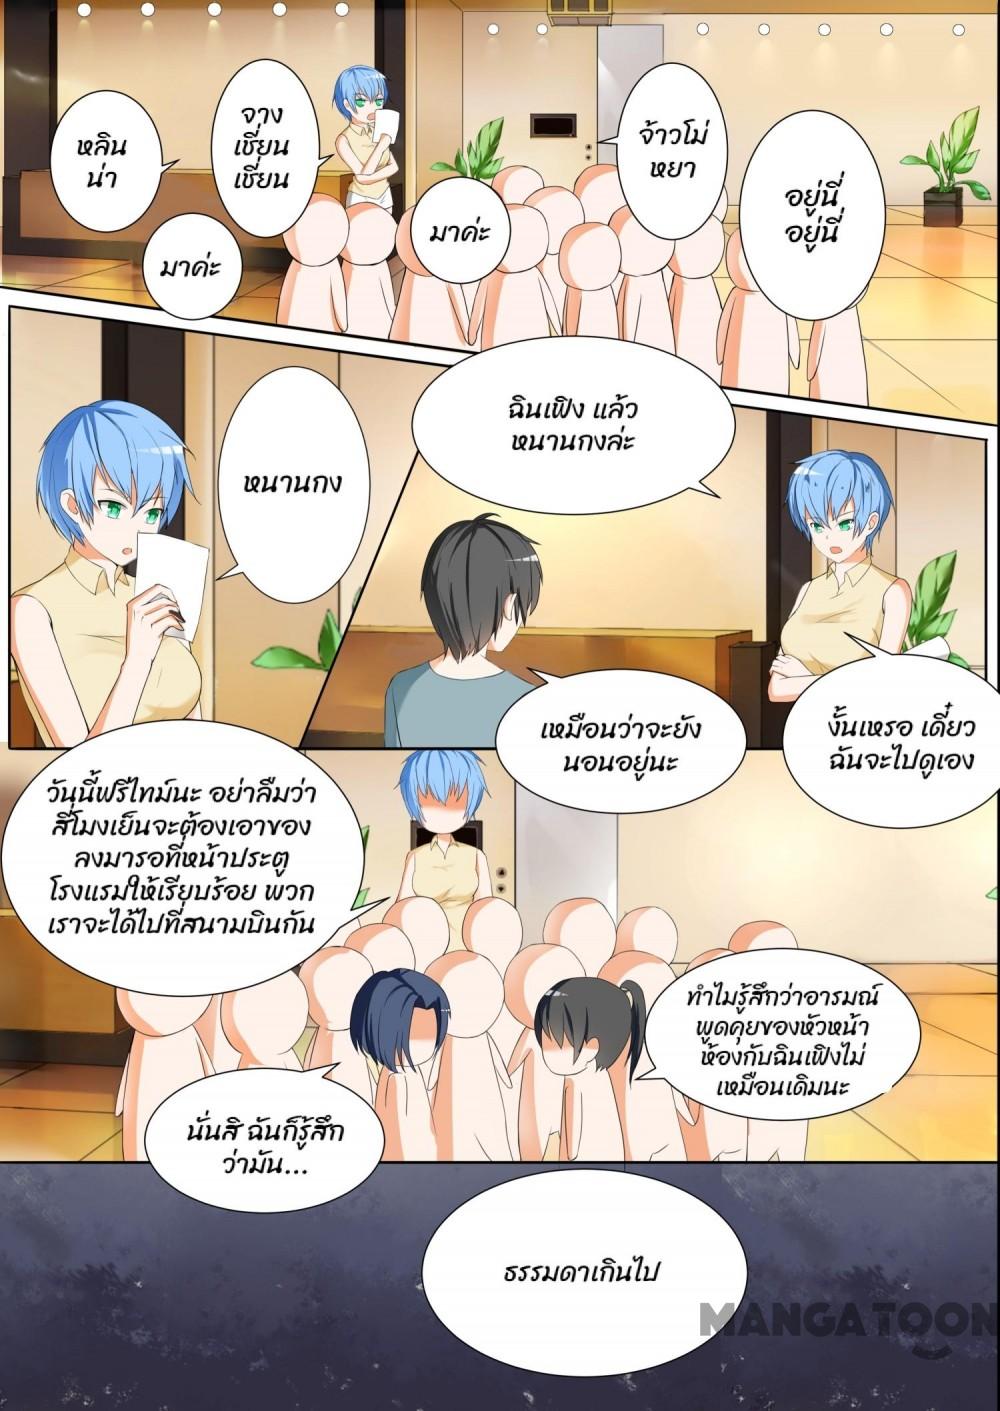 หลิน
น่า
มาค่ะ
จาง
เชี่ยน
เชี่ยน
มาค่ะ
จ้าวโม่
หยา
อยู่นี่
อยู่นี่
หนานกง
ฉินเฟิง แล้ว
หนานกงล่ะ
เหมือนว่าจะยัง
นอนอยู่นะ
งั้นเหรอ เดี๋ยว
ฉันจะไปดูเอง
วันนี้ฟรีไทม์นะ อย่าลืมว่า
สี่โมงเย็นจะต้องเอาของ
ลงมารอที่หน้าประตู
โรงแรมให้เรียบร้อย พวก
เราจะได้ไปที่สนามบินกัน
ทำไมรู้สึกว่าอารมณ์
พูดคุยของหัวหน้า
ห้องกับฉินเฟิงไม่
เหมือนเดิมนะ
นั่นสิ ฉันก็รู้สึก
ว่ามัน...
ธรรมดาเกินไป
MANGATOON